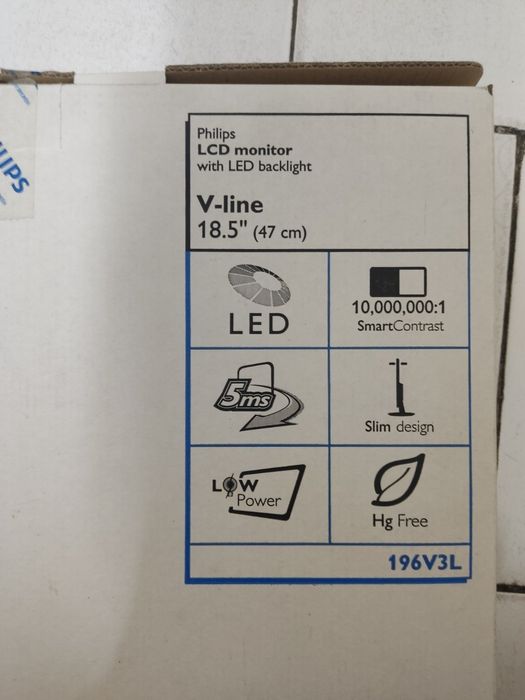 Philips
LCD monitor
with LED backlight
V-line
18.5" (47 cm)
LED
10,000,000:1
SmartContrast
5ms
Slim design
LOW
Power
Hg Free
196V3L